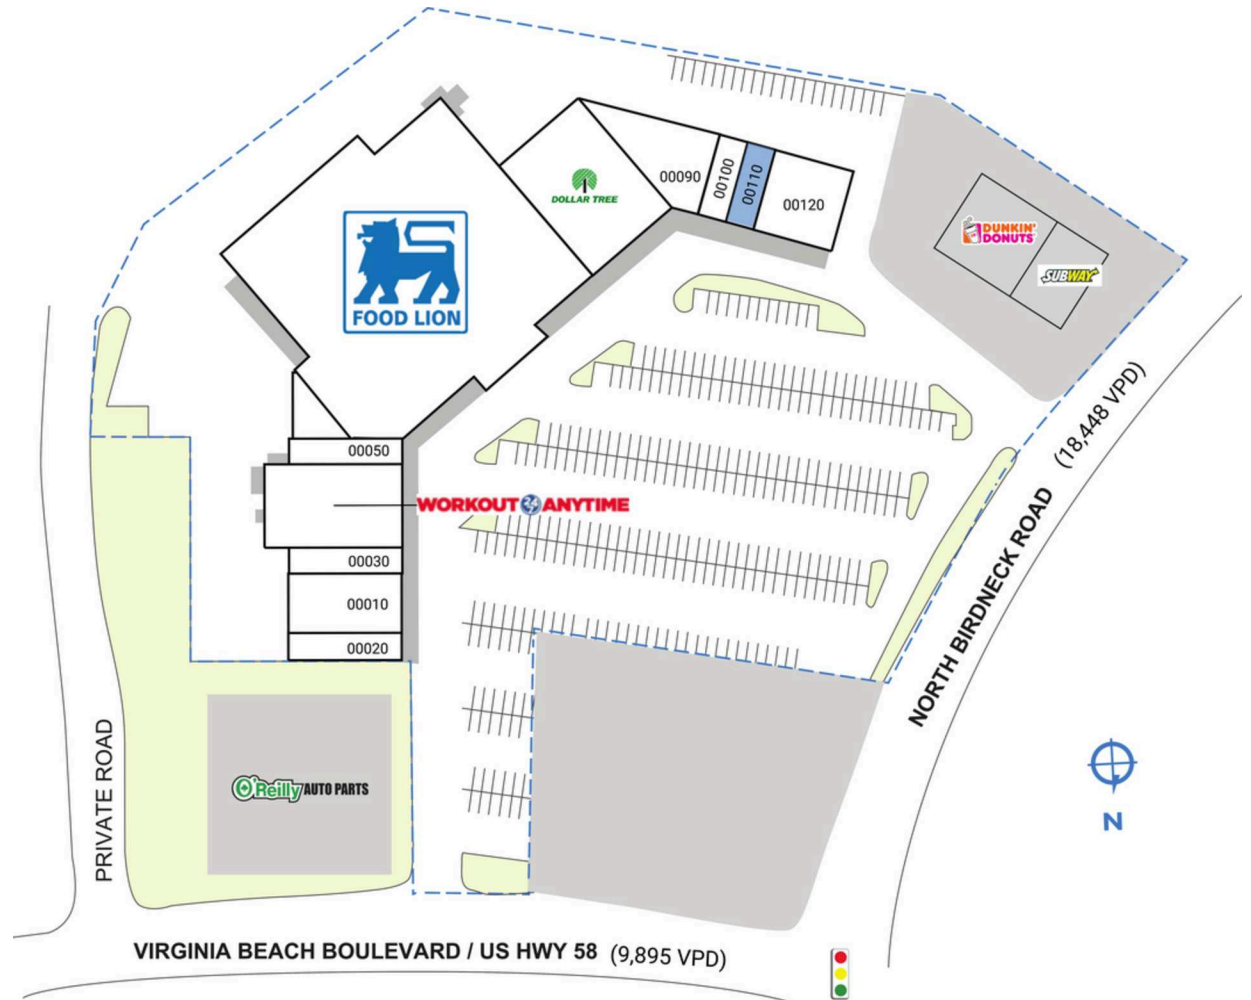 00090
00100
00110
00120
DOLLAR TREE
DUNKIN'
DONUTS
SUBWAY
FOOD LION
00050
WORKOUT 24 ANYTIME
00030
00010
00020
O'Reilly AUTO PARTS
PRIVATE ROAD
NORTH BIRDNECK ROAD (18,448 VPD)
N
VIRGINIA BEACH BOULEVARD / US HWY 58 (9,895 VPD)